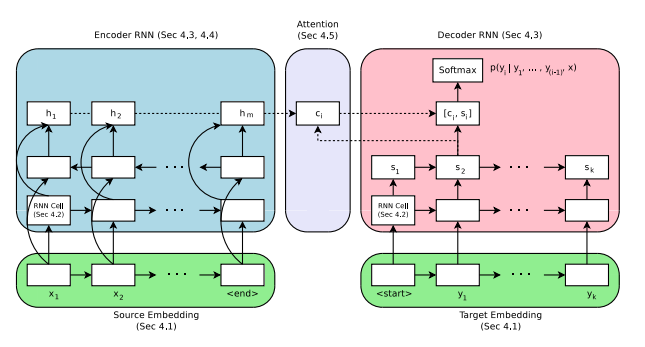 Attention
(Sec 4.5)
Encoder RNN (Sec 4.3, 4.4)
Decoder RNN (Sec 4.3)
Softmax
p(y_i | y_1, ... , y_(i-1), x)
h_1
h_2
h_m
c_i
[c_i, s_i]
s_1
s_2
s_k
RNN Cell
(Sec 4.2)
RNN Cell
(Sec 4.2)
x_1
x_2
<end>
<start>
y_1
y_k
Source Embedding
(Sec 4.1)
Target Embedding
(Sec 4.1)